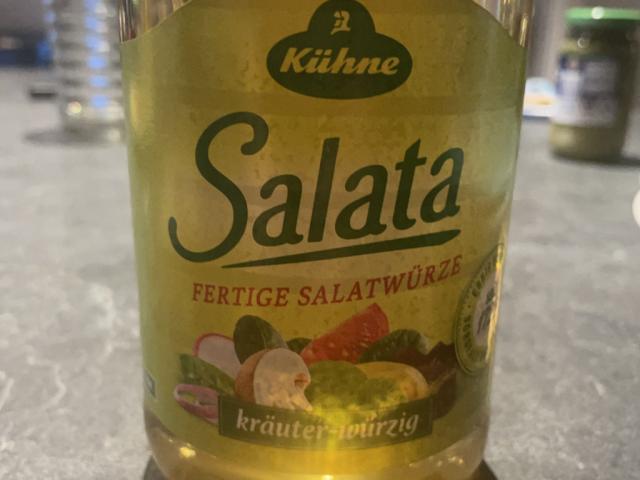 Kühne
Salata
FERTIGE SALATWÜRZE
kräuter-würzig